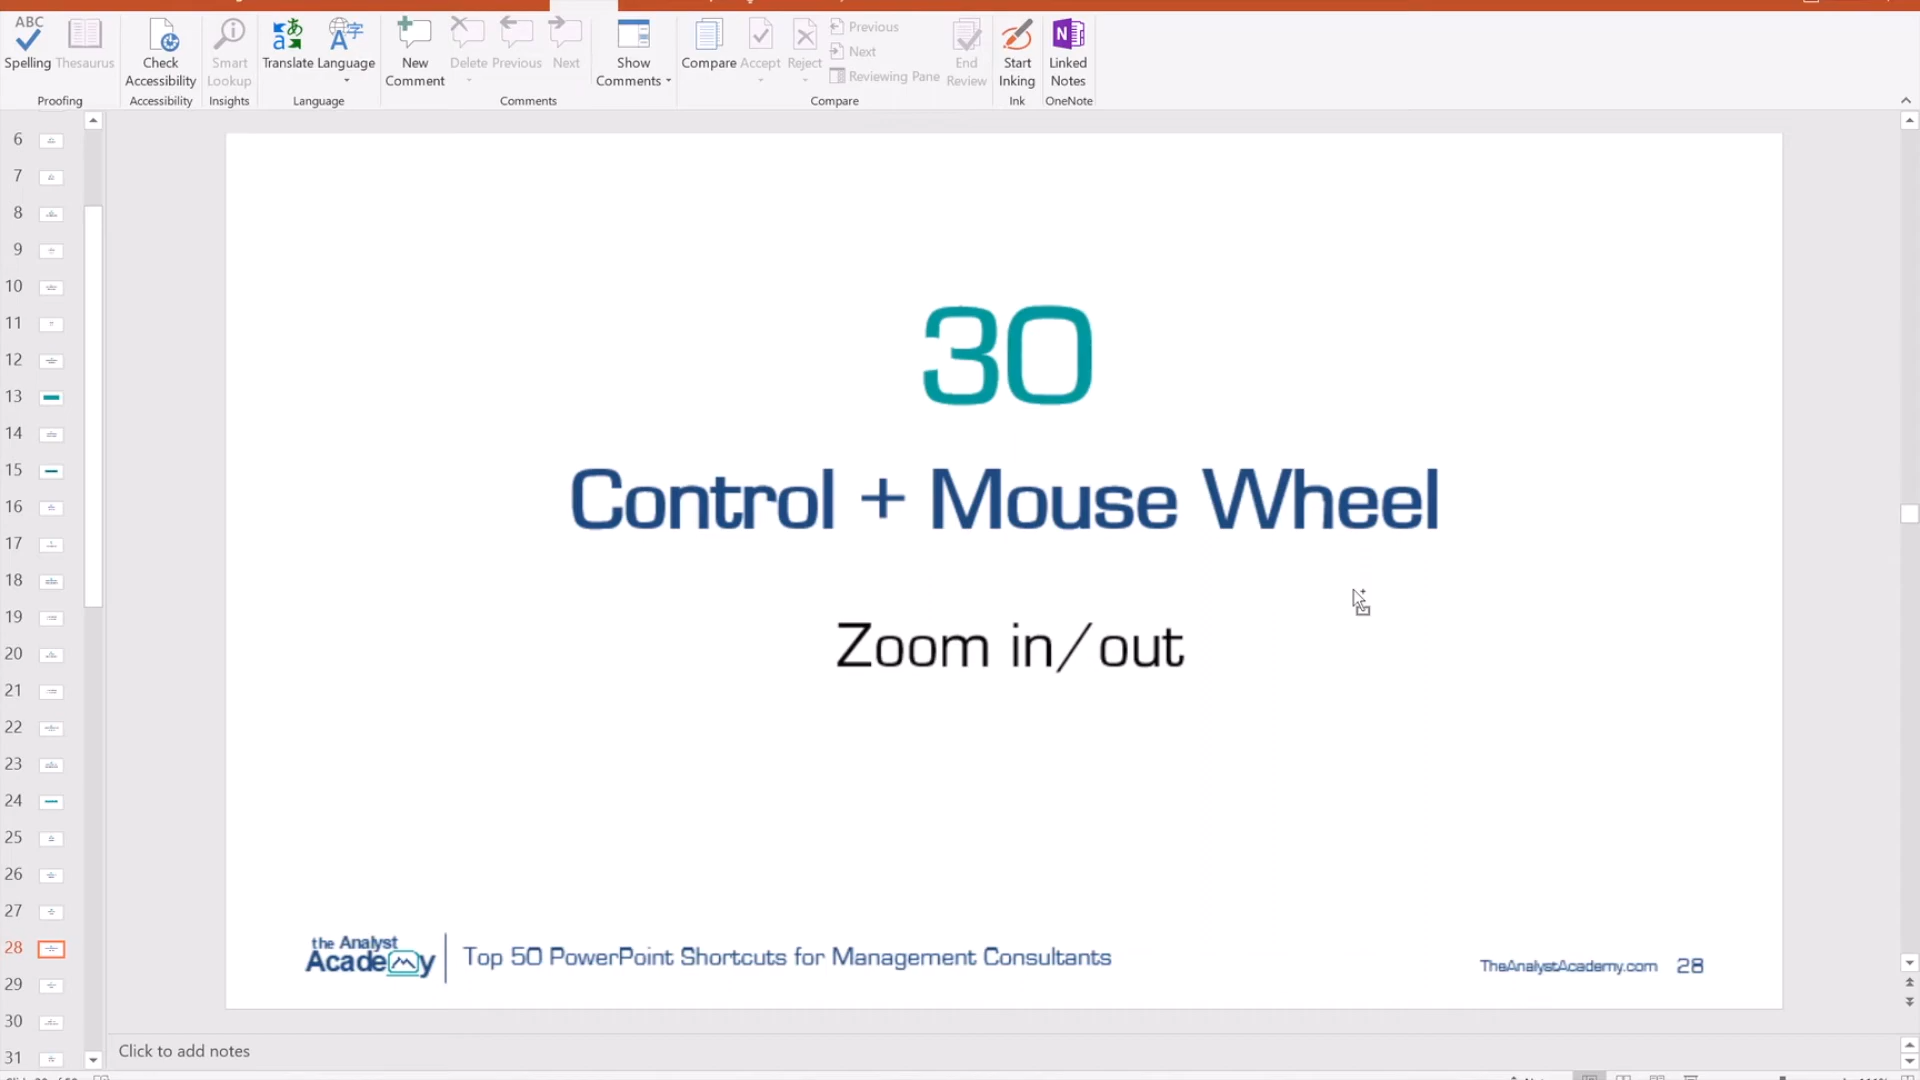 ABC
Spelling
Thesaurus
Proofing
Check
Accessibility
Accessibility
Smart
Lookup
Insights
Translate
Language
Language
New
Comment
Delete
Previous
Next
Show
Comments
Comments
Compare
Accept
Reject
Previous
Next
Reviewing Pane
Compare
End
Review
Start
Inking
Ink
Linked
Notes
OneNote
6
7
8
9
10
11
12
13
14
15
16
17
18
19
20
21
22
23
24
25
26
27
28
29
30
31
30
Control + Mouse Wheel
Zoom in/out
the Analyst
Academy
Top 50 PowerPoint Shortcuts for Management Consultants
TheAnalystAcademy.com 28
Click to add notes